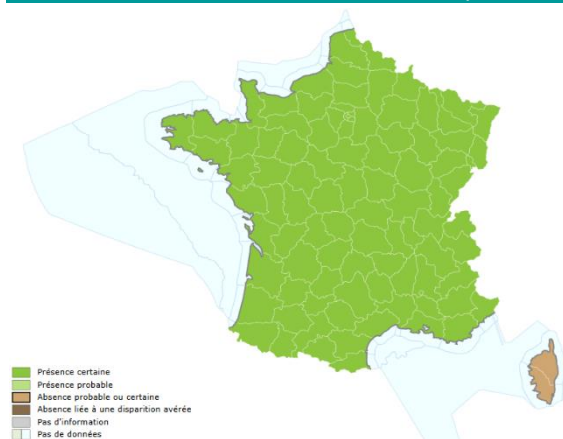 Présence certaine
Présence probable
Absence probable ou certaine
Absence liée à une disparition avérée
Pas d'information
Pas de données